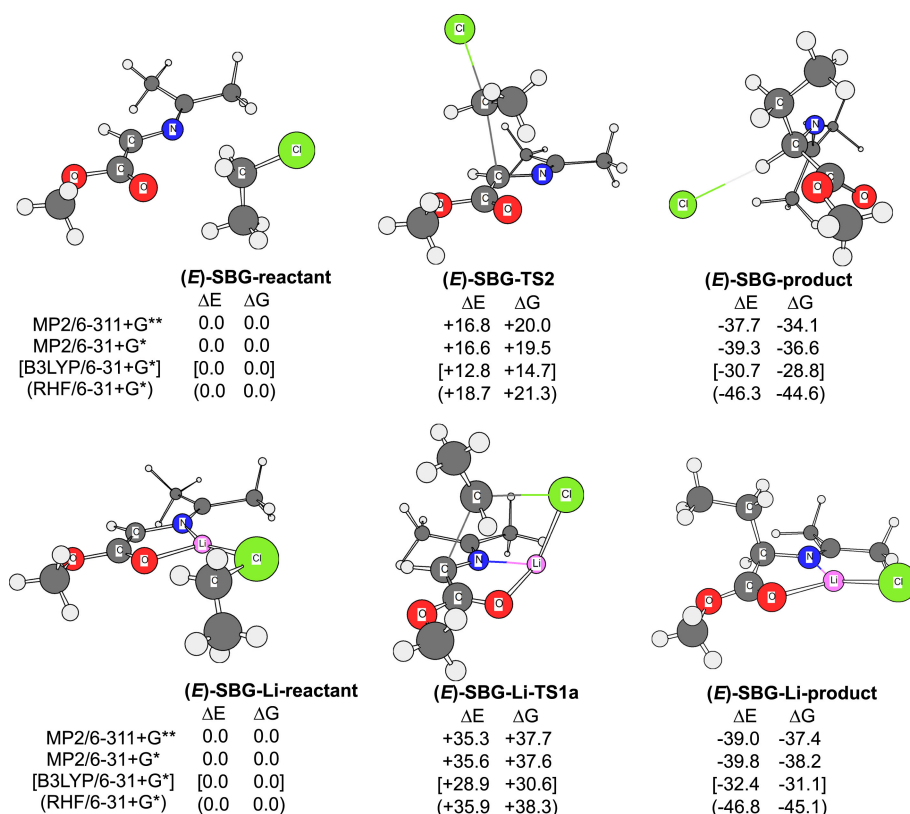 Cl
C
C
N
Cl
C
N
C
C
C
O
O
C
N
C
O
O
Cl
C
N
C
C
O
O
(E)-SBG-reactant (E)-SBG-TS2 (E)-SBG-product
ΔE ΔG ΔE ΔG ΔE ΔG
MP2/6-311+G** 0.0 0.0 +16.8 +20.0 -37.7 -34.1
MP2/6-31+G* 0.0 0.0 +16.6 +19.5 -39.3 -36.6
[B3LYP/6-31+G*] [0.0 0.0] [+12.8 +14.7] [-30.7 -28.8]
(RHF/6-31+G*) (0.0 0.0) (+18.7 +21.3) (-46.3 -44.6)
C
N
Li
C
O
O
Cl
C
C
Cl
N
Li
C
C
O
O
C
C
N
Li
Cl
C
O
O
(E)-SBG-Li-reactant (E)-SBG-Li-TS1a (E)-SBG-Li-product
ΔE ΔG ΔE ΔG ΔE ΔG
MP2/6-311+G** 0.0 0.0 +35.3 +37.7 -39.0 -37.4
MP2/6-31+G* 0.0 0.0 +35.6 +37.6 -39.8 -38.2
[B3LYP/6-31+G*] [0.0 0.0] [+28.9 +30.6] [-32.4 -31.1]
(RHF/6-31+G*) (0.0 0.0) (+35.9 +38.3) (-46.8 -45.1)